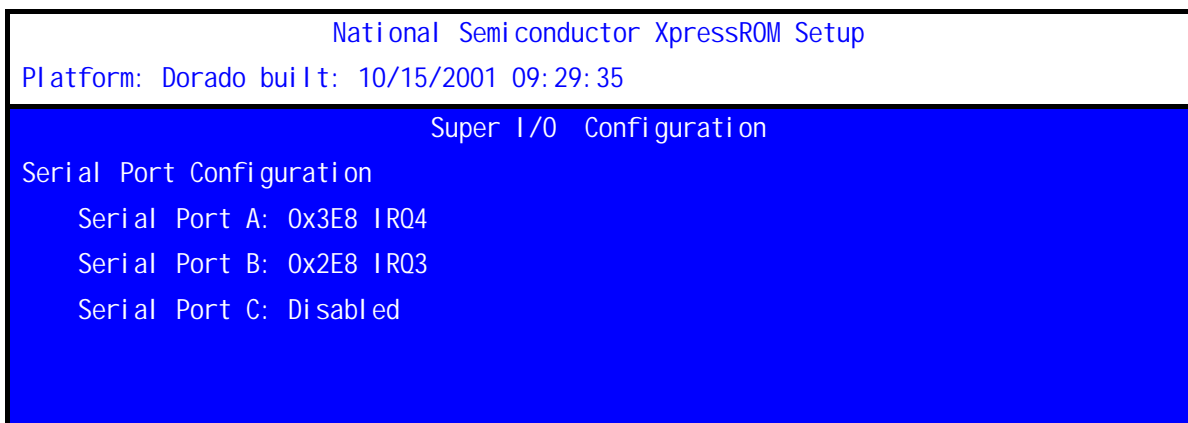 National Semiconductor XpressROM Setup
Platform: Dorado built: 10/15/2001 09:29:35
Super I/O Configuration
Serial Port Configuration
Serial Port A: 0x3E8 IRQ4
Serial Port B: 0x2E8 IRQ3
Serial Port C: Disabled